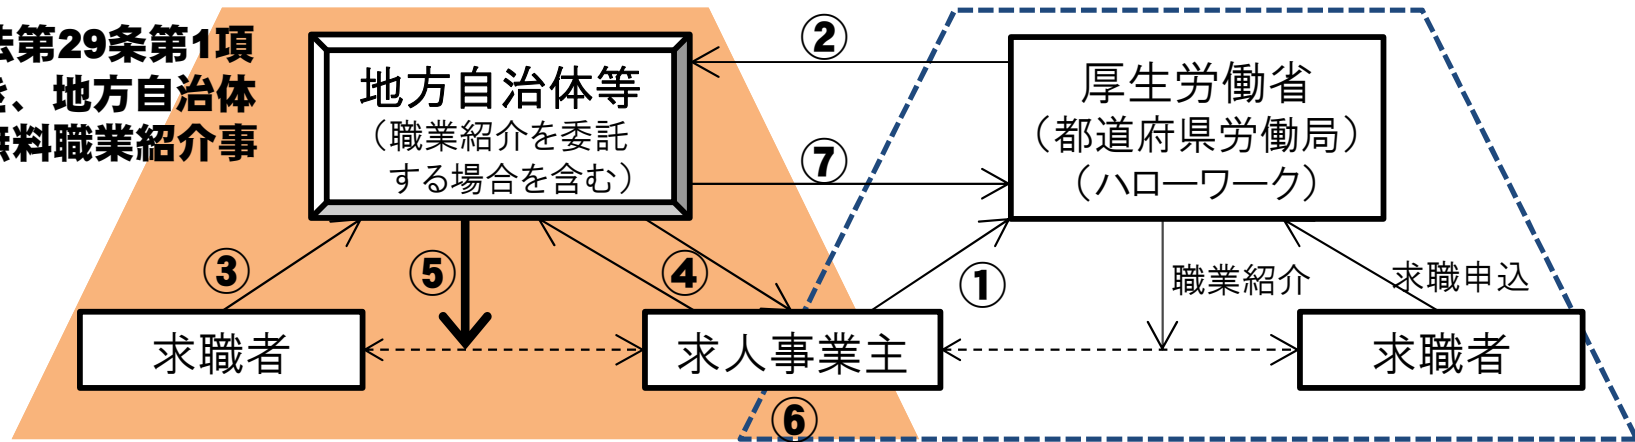 法第29条第1項
、地方自治体
無料職業紹介事
地方自治体等
（職業紹介を委託
する場合を含む）
②
⑦
厚生労働省
（都道府県労働局）
（ハローワーク）
③
⑤
④
①
職業紹介
求職申込
求職者
求人事業主
求職者
⑥